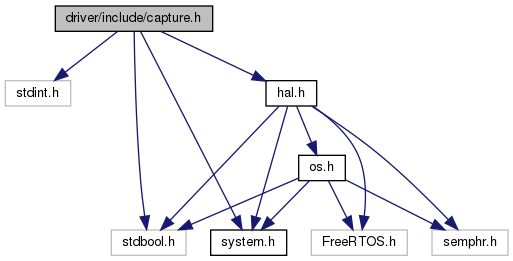 driver/include/capture.h
stdint.h
hal.h
os.h
stdbool.h
system.h
FreeRTOS.h
semphr.h